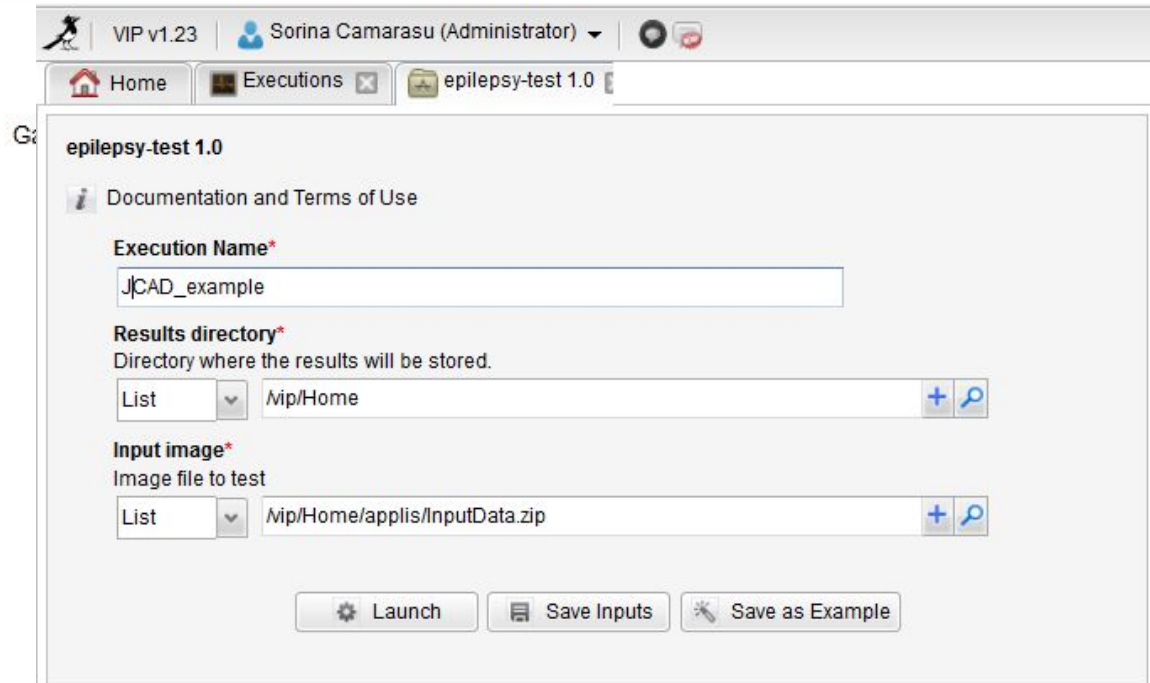 VIP v1.23 Sorina Camarasu (Administrator)
Home Executions epilepsy-test 1.0
Ga
epilepsy-test 1.0
i Documentation and Terms of Use
Execution Name*
JCAD_example
Results directory*
Directory where the results will be stored.
List /vip/Home
Input image*
Image file to test
List /vip/Home/applis/InputData.zip
Launch Save Inputs Save as Example